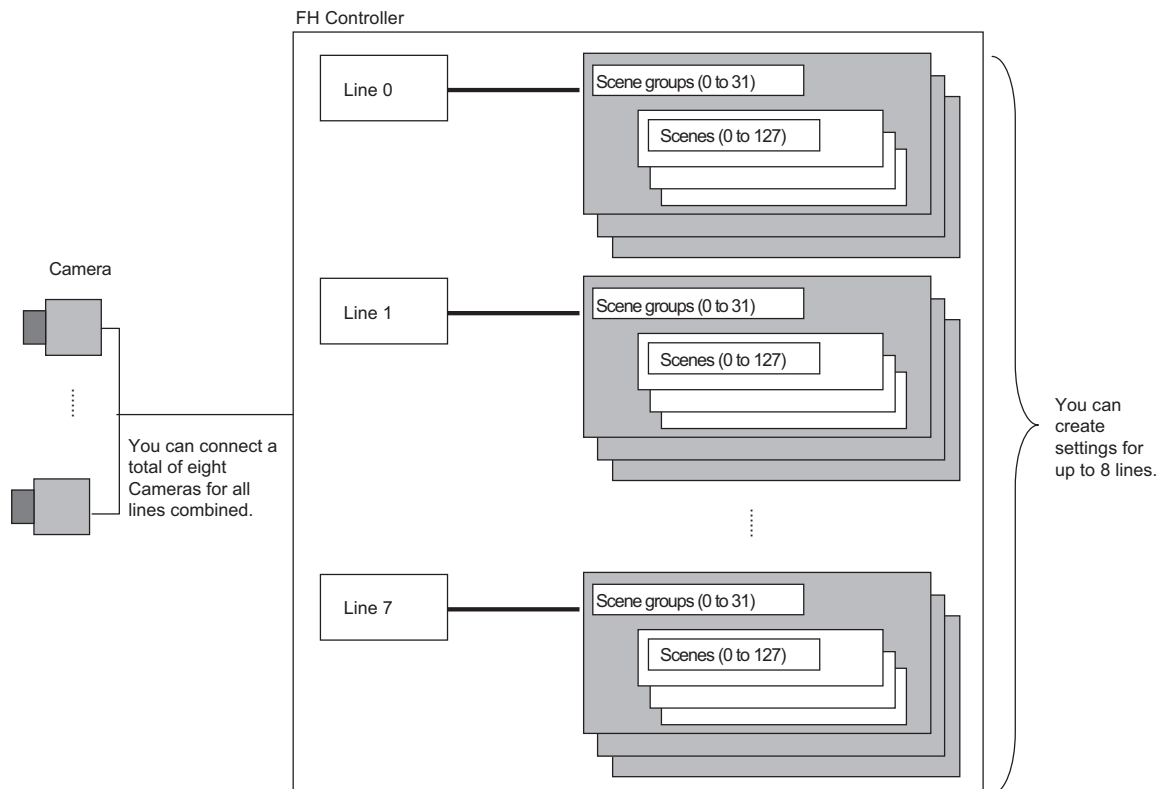 FH Controller
Line 0
Scene groups (0 to 31)
Scenes (0 to 127)
Camera
Line 1
Scene groups (0 to 31)
Scenes (0 to 127)
You can connect a
total of eight
Cameras for all
lines combined.
You can
create
settings for
up to 8 lines.
Line 7
Scene groups (0 to 31)
Scenes (0 to 127)